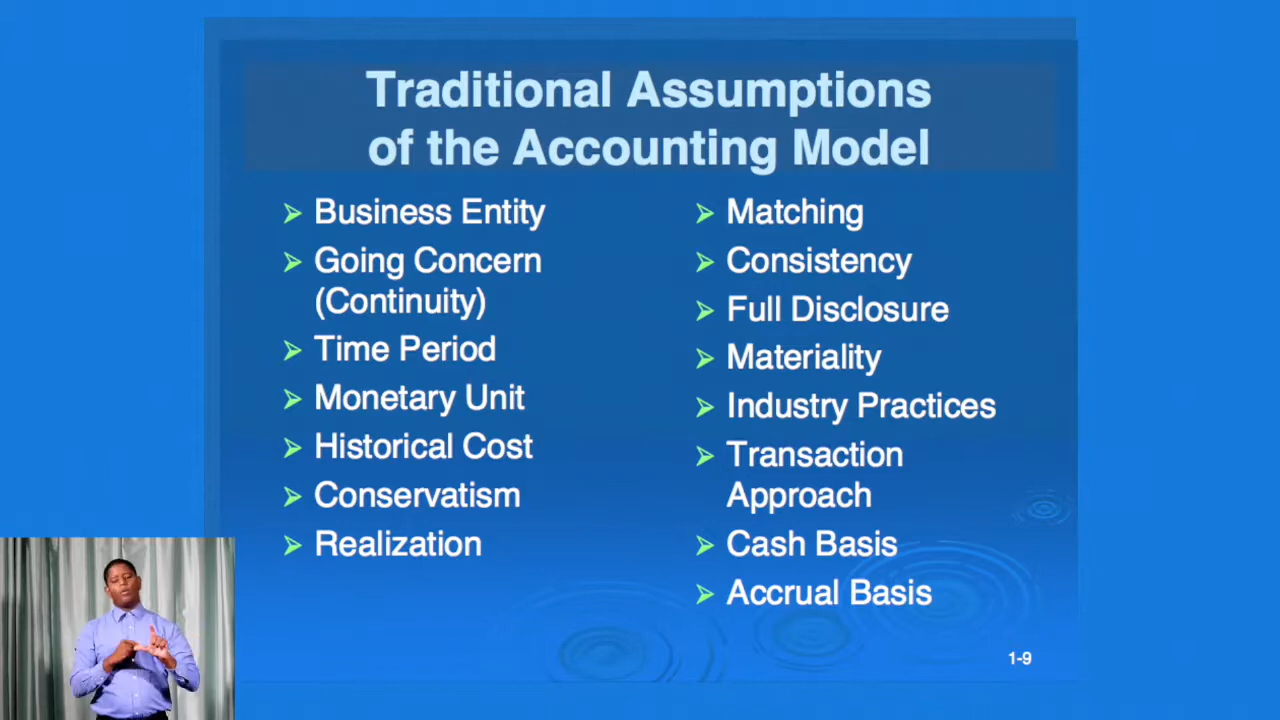 Traditional Assumptions
of the Accounting Model
Business Entity
Going Concern
(Continuity)
Time Period
Monetary Unit
Historical Cost
Conservatism
Realization
Matching
Consistency
Full Disclosure
Materiality
Industry Practices
Transaction
Approach
Cash Basis
Accrual Basis
1-9